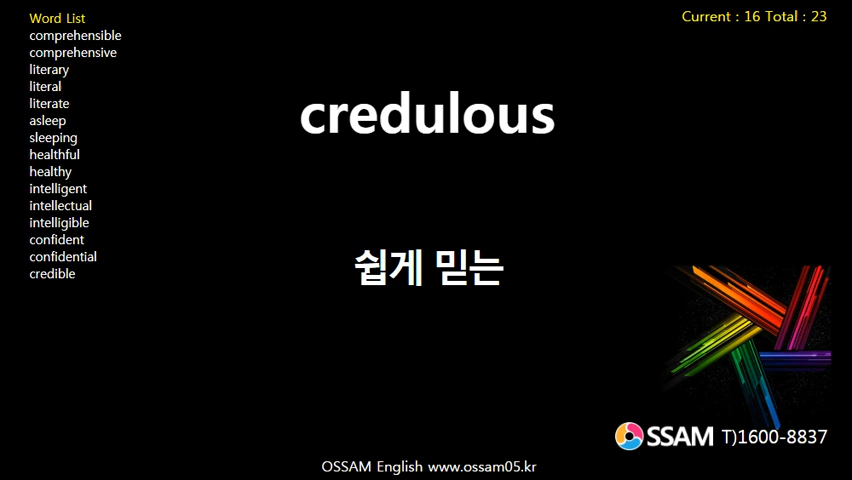 Word List
comprehensible
comprehensive
literary
literal
literate
asleep
sleeping
healthful
healthy
intelligent
intellectual
intelligible
confident
confidential
credible
Current : 16 Total : 23
credulous
쉽게 믿는
OSSAM T)1600-8837
OSSAM English www.ossam05.kr